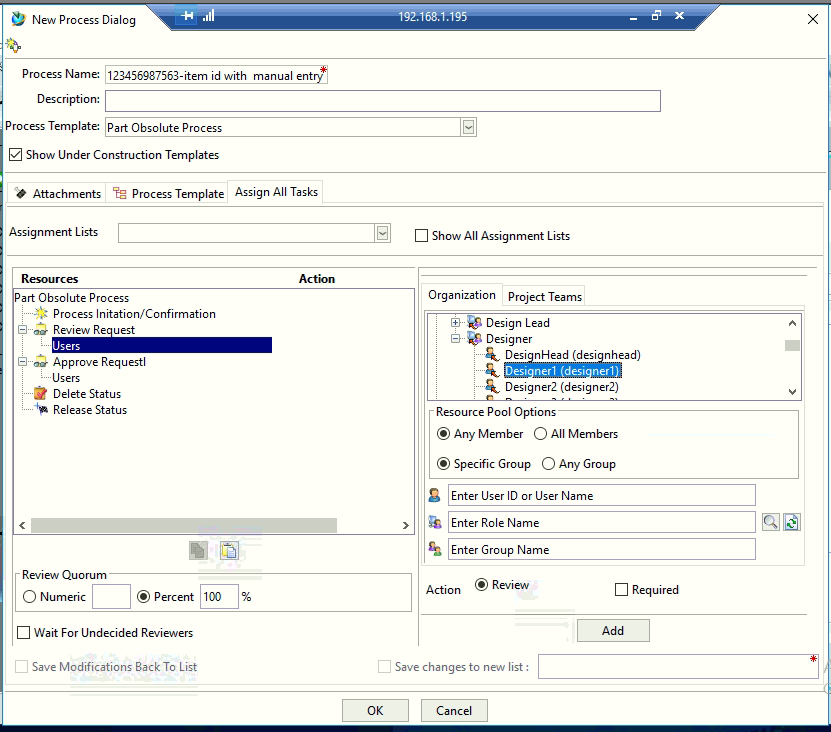 New Process Dialog
192.168.1.195
Process Name: 123456987563-item id with  manual entry*
Description:
Process Template: Part Obsolete Process
Show Under Construction Templates
Attachments Process Template Assign All Tasks
Assignment Lists Show All Assignment Lists
Resources Action
Part Obsolete Process
Process Initation/Confirmation
Review Request
Users
Approve Requestl
Users
Delete Status
Release Status
Organization Project Teams
Design Lead
Designer
DesignHead (designhead)
Designer1 (designer1)
Designer2 (designer2)
Resource Pool Options
Any Member All Members
Specific Group Any Group
Enter User ID or User Name
Enter Role Name
Enter Group Name
Review Quorum
Numeric Percent 100 %
Action Review Required
Wait For Undecided Reviewers
Add
Save Modifications Back To List Save changes to new list : *
OK Cancel